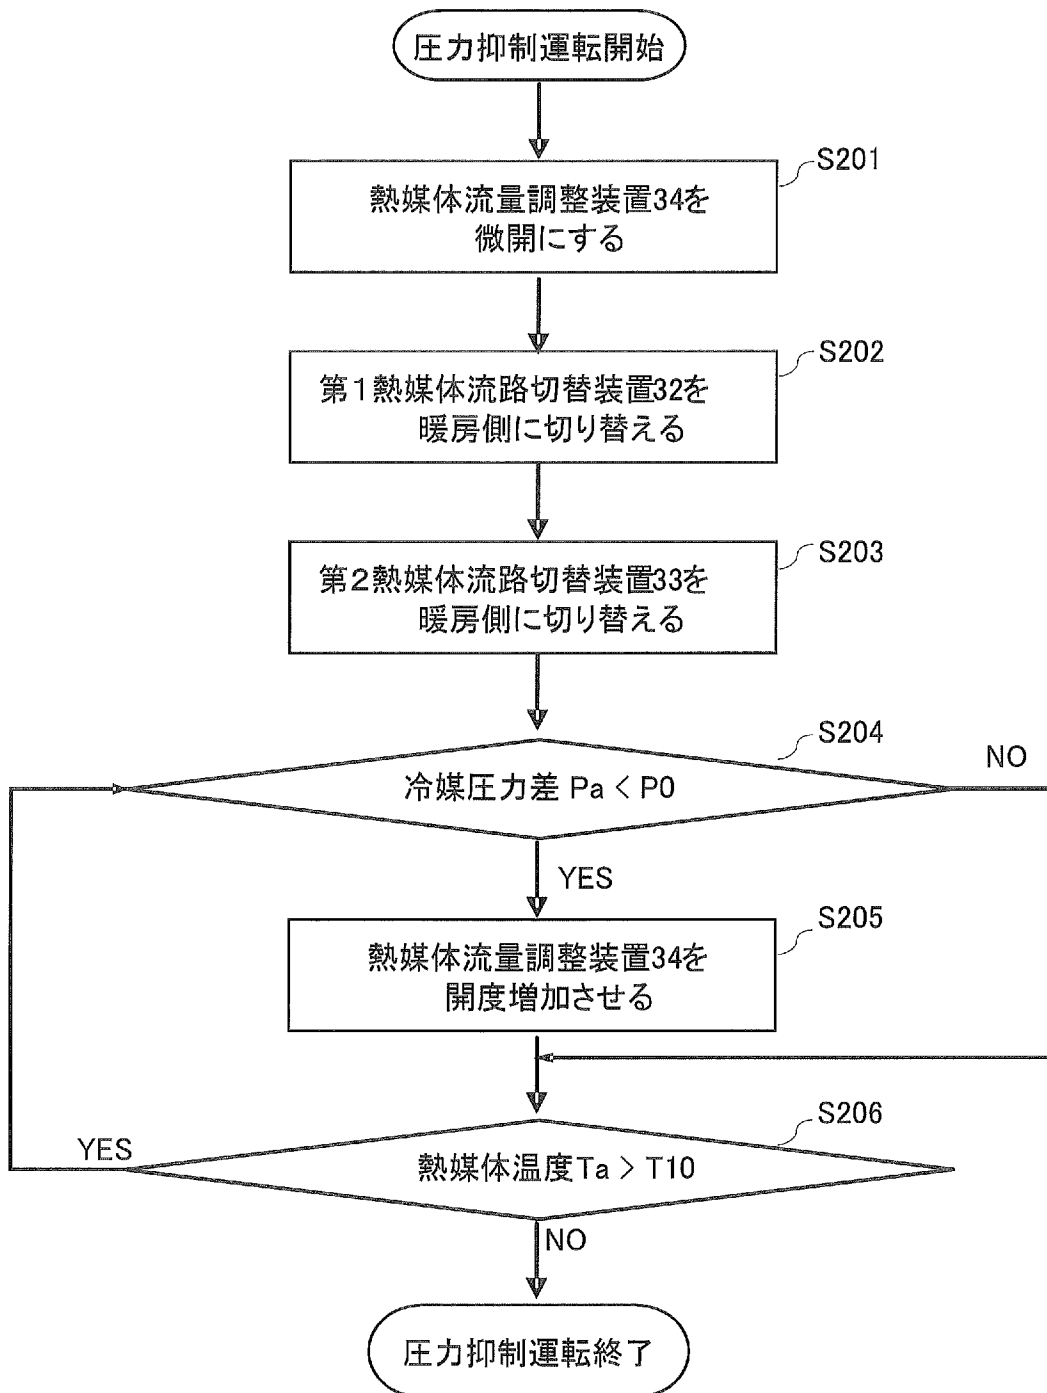 圧力抑制運転開始
S201
熱媒体流量調整装置34を
微開にする
S202
第1熱媒体流路切替装置32を
暖房側に切り替える
S203
第2熱媒体流路切替装置33を
暖房側に切り替える
S204
NO
冷媒圧力差 Pa < P0
YES
S205
熱媒体流量調整装置34を
開度増加させる
S206
YES
熱媒体温度Ta > T10
NO
圧力抑制運転終了